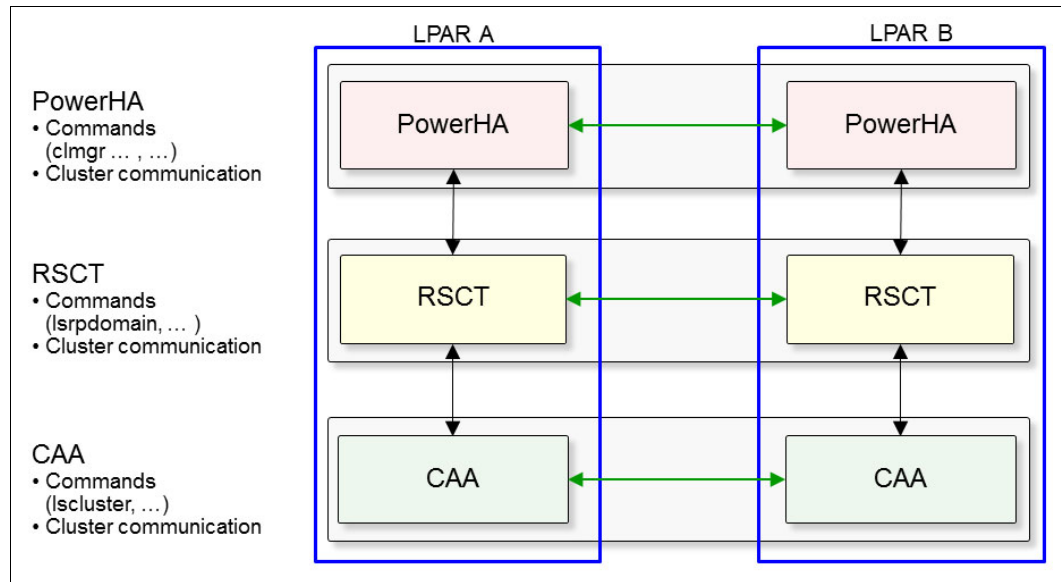 LPAR A
LPAR B
PowerHA
• Commands
(clmgr … , …)
• Cluster communication
PowerHA
PowerHA
RSCT
• Commands
(lsrpdomain, … )
• Cluster communication
RSCT
RSCT
CAA
• Commands
(lscluster, …)
• Cluster communication
CAA
CAA